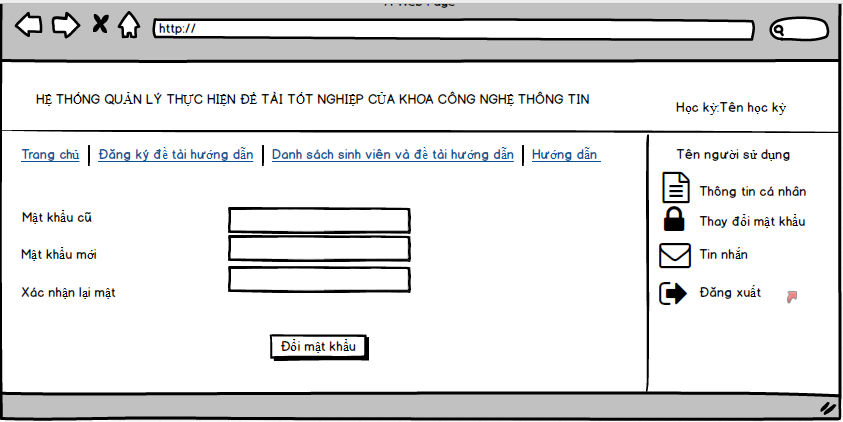 A Web Page
http://
HỆ THỐNG QUẢN LÝ THỰC HIỆN ĐỀ TÀI TỐT NGHIỆP CỦA KHOA CÔNG NGHỆ THÔNG TIN
Học kỳ:Tên học kỳ
Trang chủ | Đăng ký đề tài hướng dẫn | Danh sách sinh viên và đề tài hướng dẫn | Hướng dẫn
Tên người sử dụng
Thông tin cá nhân
Thay đổi mật khẩu
Tin nhắn
Đăng xuất
Mật khẩu cũ
Mật khẩu mới
Xác nhận lại mật
Đổi mật khẩu